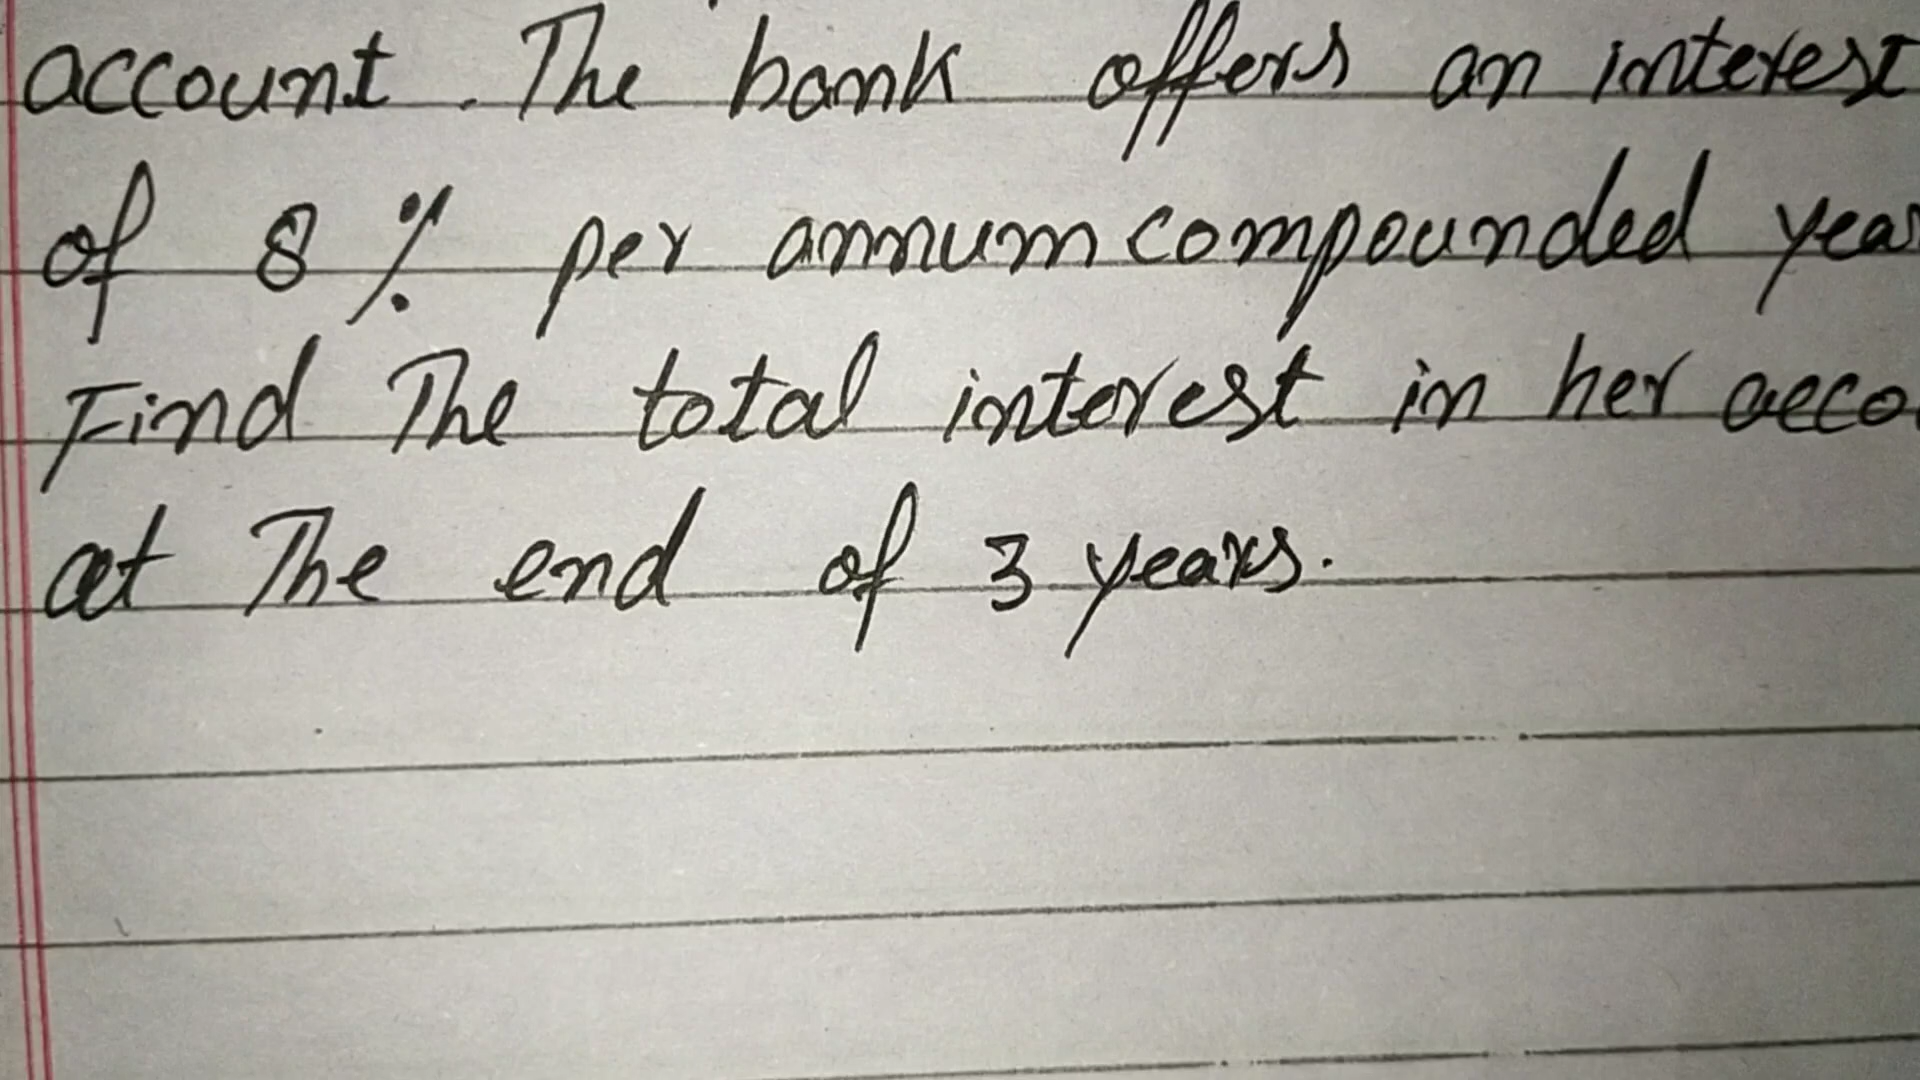 account. The bank offers an interest
of 8% per annum compounded year
Find The total interest in her acco
at The end of 3 years.